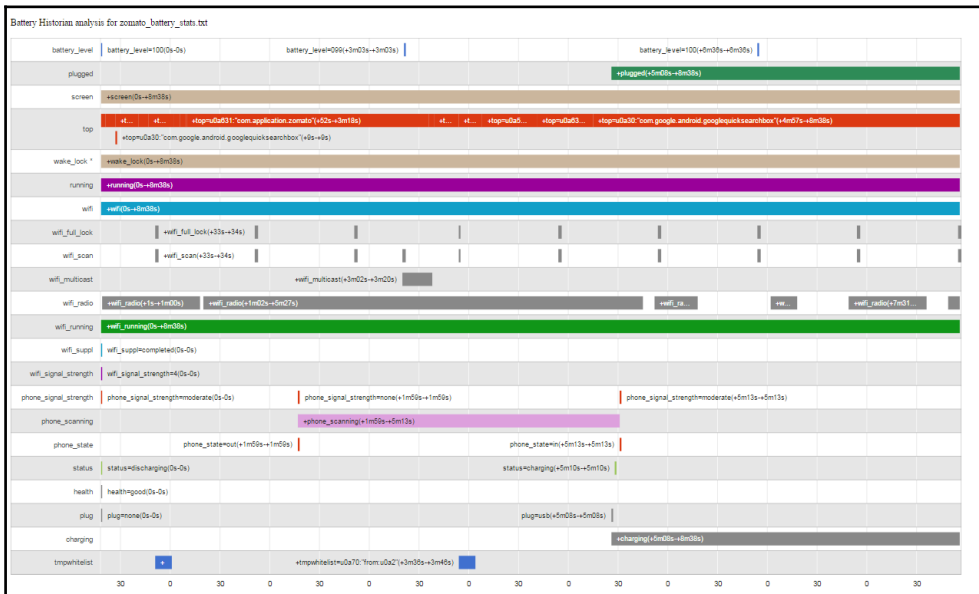 Battery Historian analysis for zomato_battery_stats.txt
battery_level battery_level=100(0s-0s) battery_level=099(+3m03s→+3m03s) battery_level=100(+6m36s→+6m36s)
plugged +plugged(+5m08s→+8m38s)
screen +screen(0s→+8m38s)
top +t... +t... +top=u0a631:"com.application.zomato"(+52s→+3m18s) +t... +t... +top=u0a5... +top=u0a63... +top=u0a30:"com.google.android.googlequicksearchbox"(+4m57s→+8m38s)
+top=u0a30:"com.google.android.googlequicksearchbox"(+9s→+9s)
wake_lock * +wake_lock(0s→+8m38s)
running +running(0s→+8m38s)
wifi +wifi(0s→+8m38s)
wifi_full_lock +wifi_full_lock(+33s→+34s)
wifi_scan +wifi_scan(+33s→+34s)
wifi_multicast +wifi_multicast(+3m02s→+3m20s)
wifi_radio +wifi_radio(+1s→+1m00s) +wifi_radio(+1m02s→+5m27s) +wifi_ra... +w... +wifi_radio(+7m31...
wifi_running +wifi_running(0s→+8m38s)
wifi_suppl wifi_suppl=completed(0s-0s)
wifi_signal_strength wifi_signal_strength=4(0s-0s)
phone_signal_strength phone_signal_strength=moderate(0s-0s) phone_signal_strength=none(+1m59s→+1m59s) phone_signal_strength=moderate(+5m13s→+5m13s)
phone_scanning +phone_scanning(+1m59s→+5m13s)
phone_state phone_state=out(+1m59s→+1m59s) phone_state=in(+5m13s→+5m13s)
status status=discharging(0s-0s) status=charging(+5m10s→+5m10s)
health health=good(0s-0s)
plug plug=none(0s-0s) plug=usb(+5m08s→+5m08s)
charging +charging(+5m08s→+8m38s)
tmpwhitelist + +tmpwhitelist=u0a70:"from:u0a2"(+3m36s→+3m46s)
30 0 30 0 30 0 30 0 30 0 30 0 30 0 30 0 30